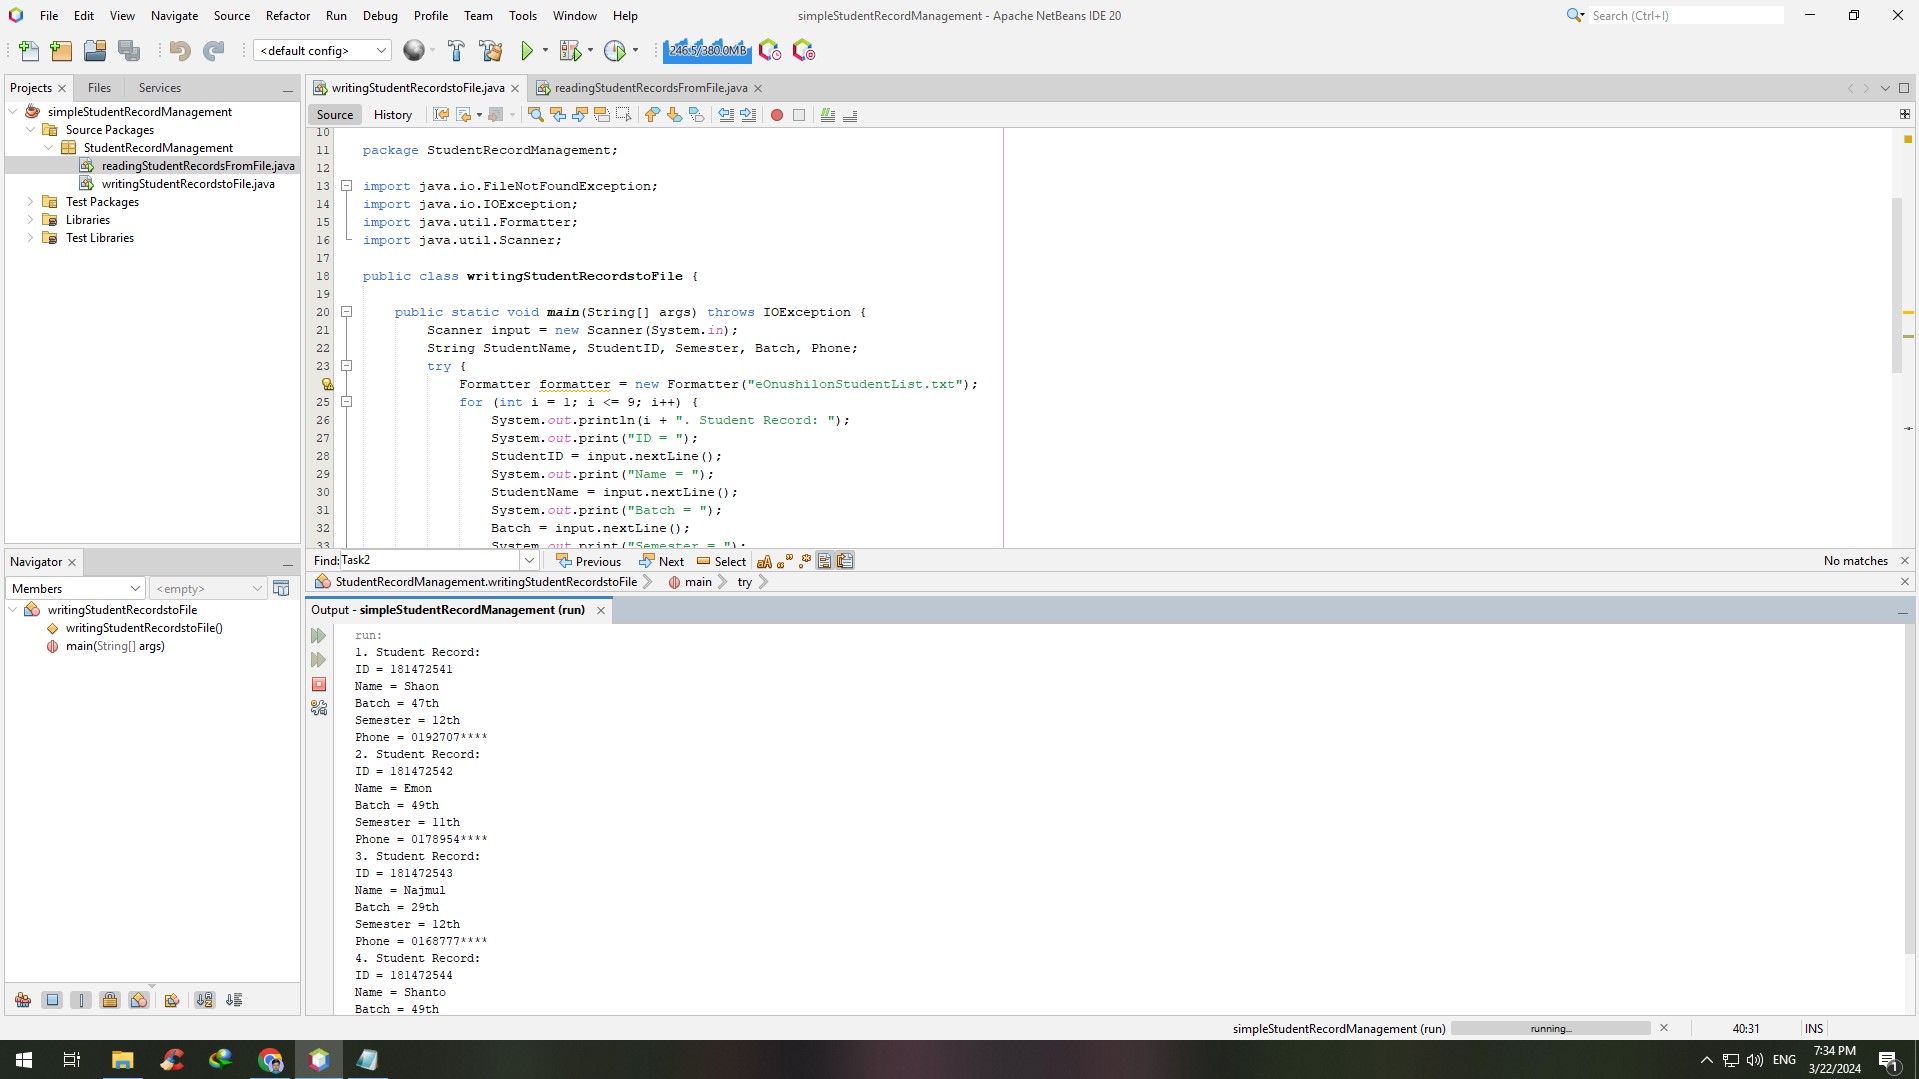 File Edit View Navigate Source Refactor Run Debug Profile Team Tools Window Help
simpleStudentRecordManagement - Apache NetBeans IDE 20
Search (Ctrl+I)
<default config>
246.5/380.0MB
Projects
Files
Services
simpleStudentRecordManagement
Source Packages
StudentRecordManagement
readingStudentRecordsFromFile.java
writingStudentRecordstoFile.java
Test Packages
Libraries
Test Libraries
writingStudentRecordstoFile.java
readingStudentRecordsFromFile.java
Source
History
10
11 package StudentRecordManagement;
12
13 import java.io.FileNotFoundException;
14 import java.io.IOException;
15 import java.util.Formatter;
16 import java.util.Scanner;
17
18 public class writingStudentRecordstoFile {
19
20 public static void main(String[] args) throws IOException {
21 Scanner input = new Scanner(System.in);
22 String StudentName, StudentID, Semester, Batch, Phone;
23 try {
Formatter formatter = new Formatter("eOnushilonStudentList.txt");
25 for (int i = 1; i <= 9; i++) {
26 System.out.println(i + ". Student Record: ");
27 System.out.print("ID = ");
28 StudentID = input.nextLine();
29 System.out.print("Name = ");
30 StudentName = input.nextLine();
31 System.out.print("Batch = ");
32 Batch = input.nextLine();
33 System.out.print("Semester = ");
Find: Task2
Previous
Next
Select
No matches
StudentRecordManagement.writingStudentRecordstoFile
main
try
Navigator
Members
<empty>
writingStudentRecordstoFile
writingStudentRecordstoFile()
main(String[] args)
Output - simpleStudentRecordManagement (run)
run:
1. Student Record:
ID = 181472541
Name = Shaon
Batch = 47th
Semester = 12th
Phone = 0192707****
2. Student Record:
ID = 181472542
Name = Emon
Batch = 49th
Semester = 11th
Phone = 0178954****
3. Student Record:
ID = 181472543
Name = Najmul
Batch = 29th
Semester = 12th
Phone = 0168777****
4. Student Record:
ID = 181472544
Name = Shanto
Batch = 49th
simpleStudentRecordManagement (run)
running...
40:31
INS
ENG
7:34 PM
3/22/2024
1